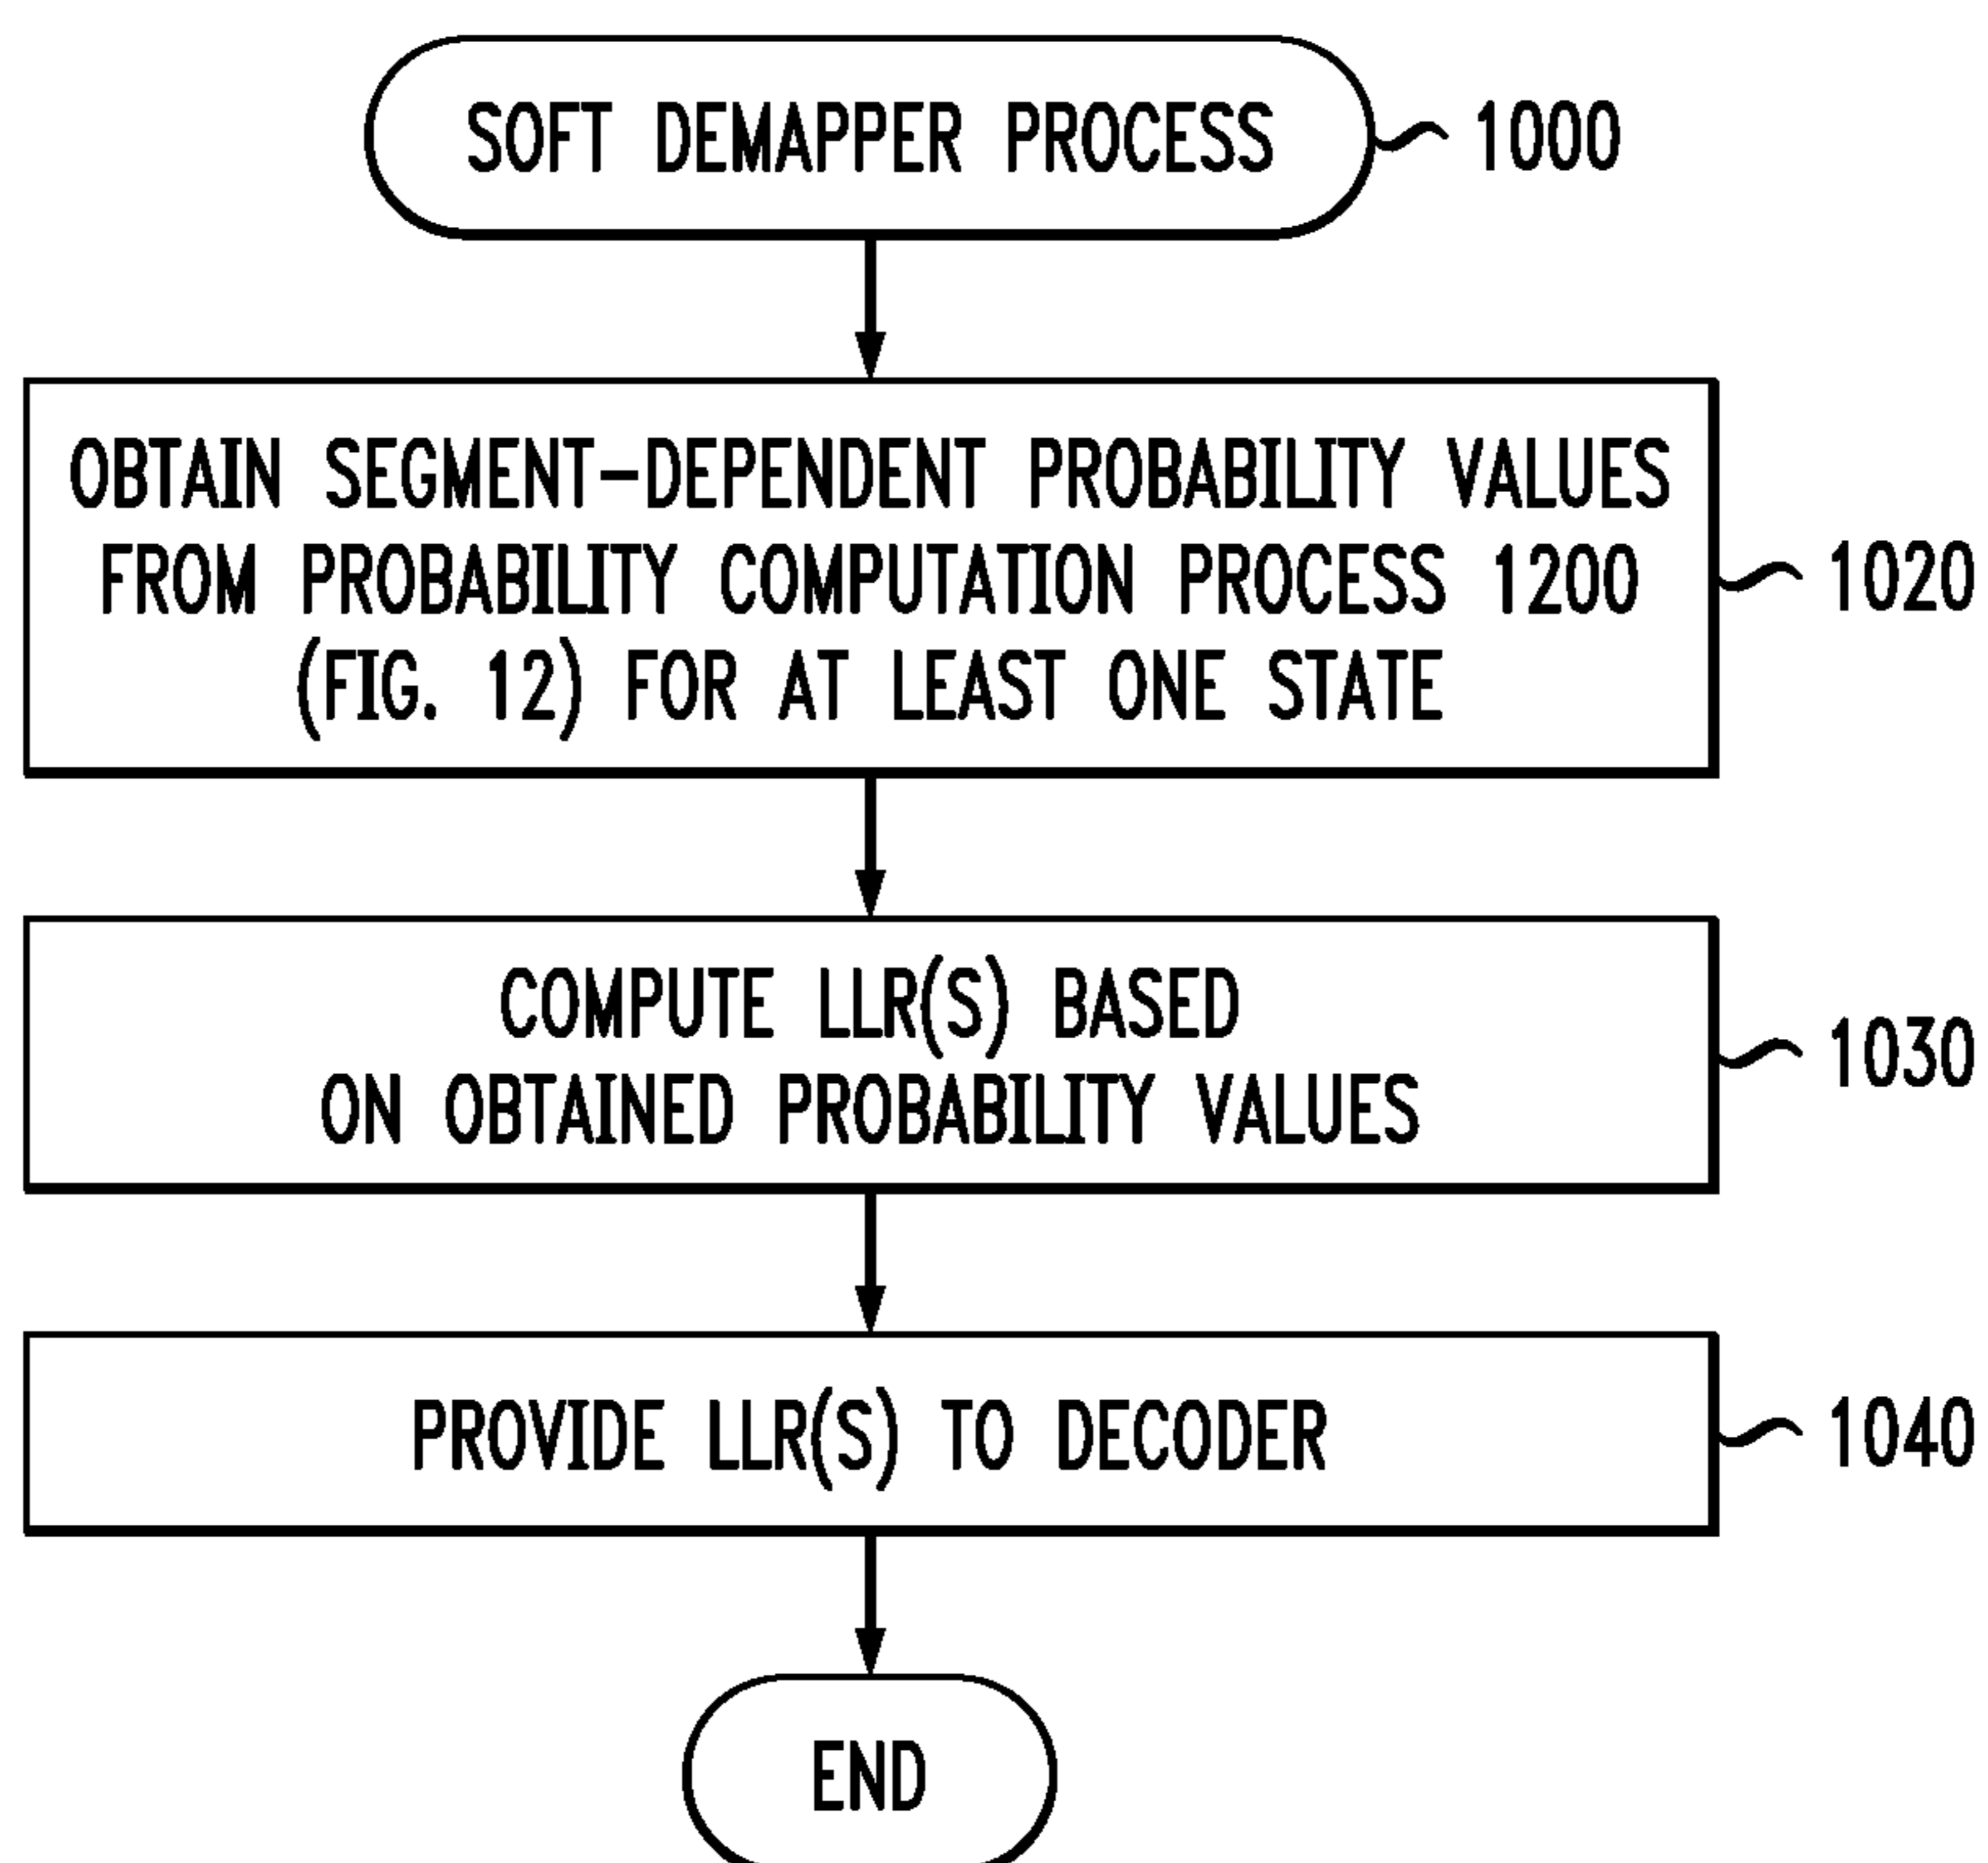 SOFT DEMAPPER PROCESS
1000
OBTAIN SEGMENT-DEPENDENT PROBABILITY VALUES
FROM PROBABILITY COMPUTATION PROCESS 1200
(FIG. 12) FOR AT LEAST ONE STATE
1020
COMPUTE LLR(S) BASED
ON OBTAINED PROBABILITY VALUES
1030
PROVIDE LLR(S) TO DECODER
1040
END